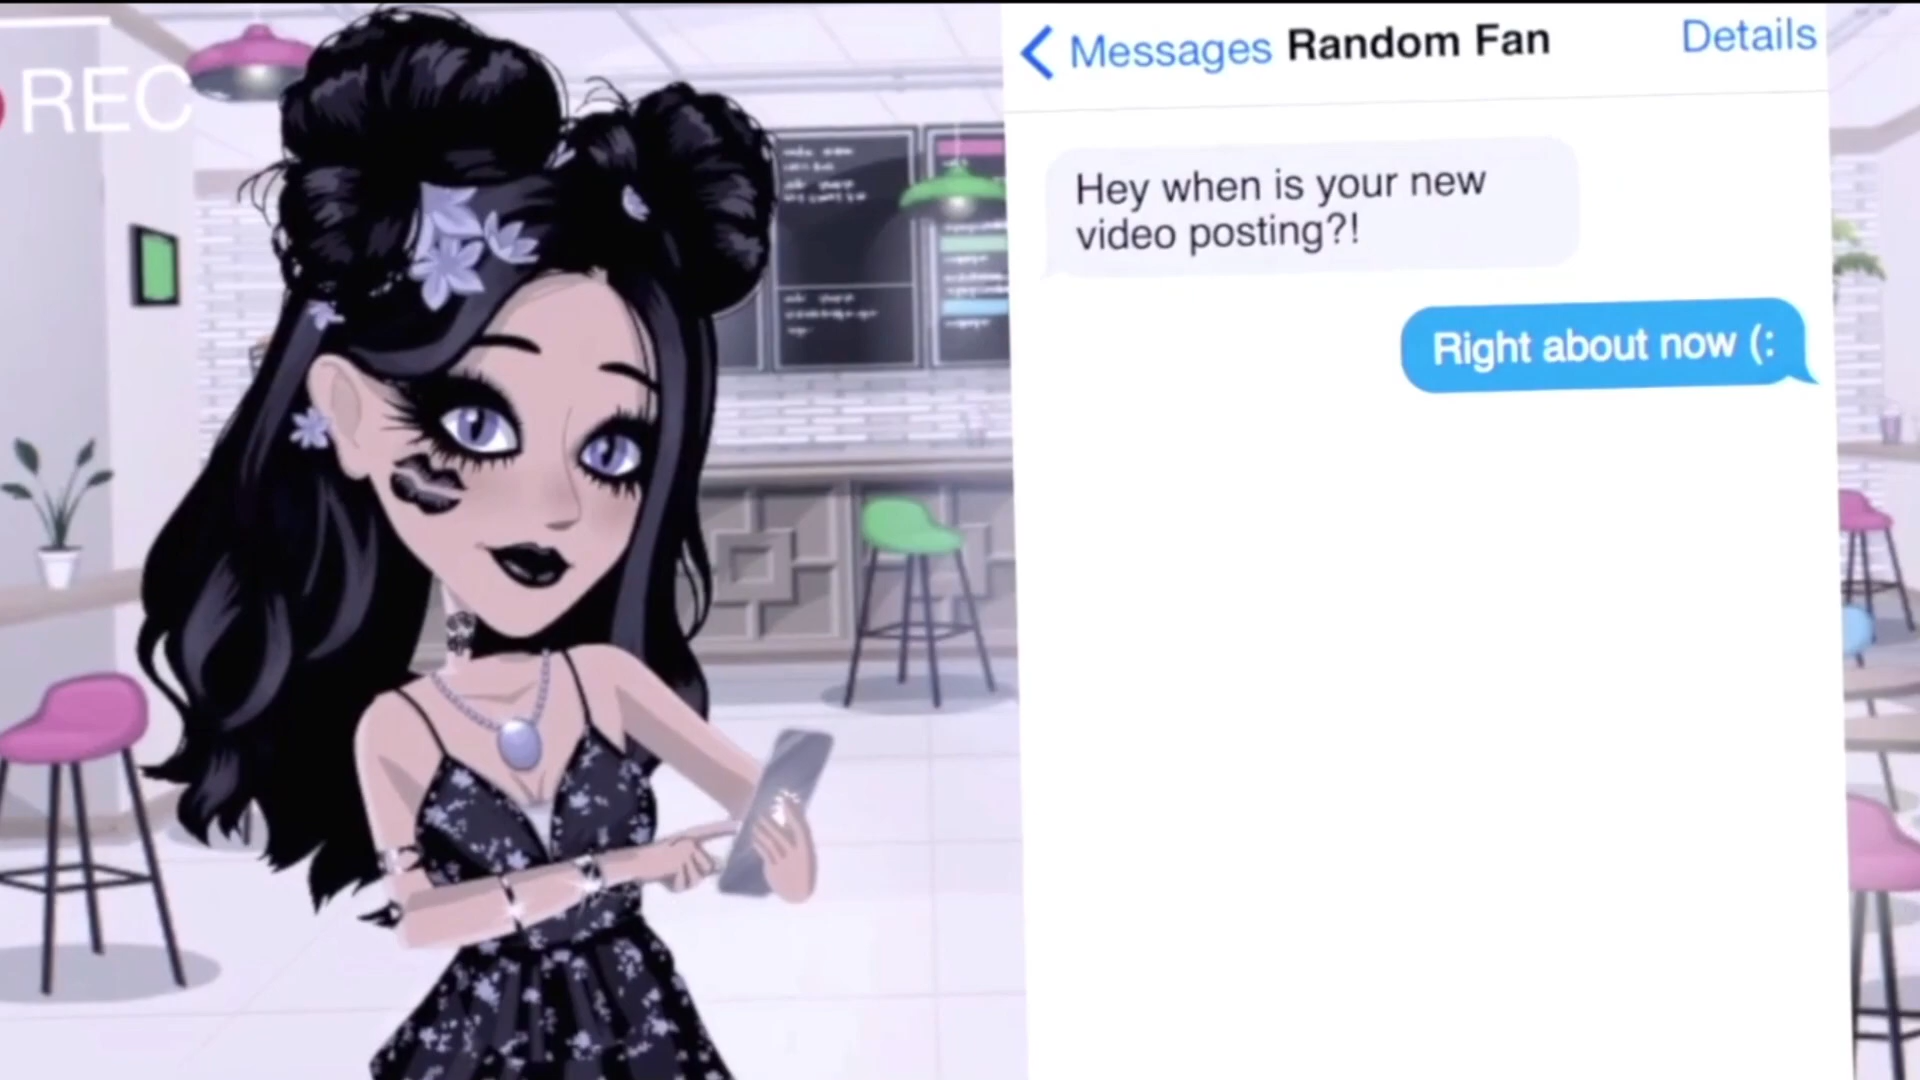 REC
Messages Random Fan Details
Hey when is your new
video posting?!
Right about now (: